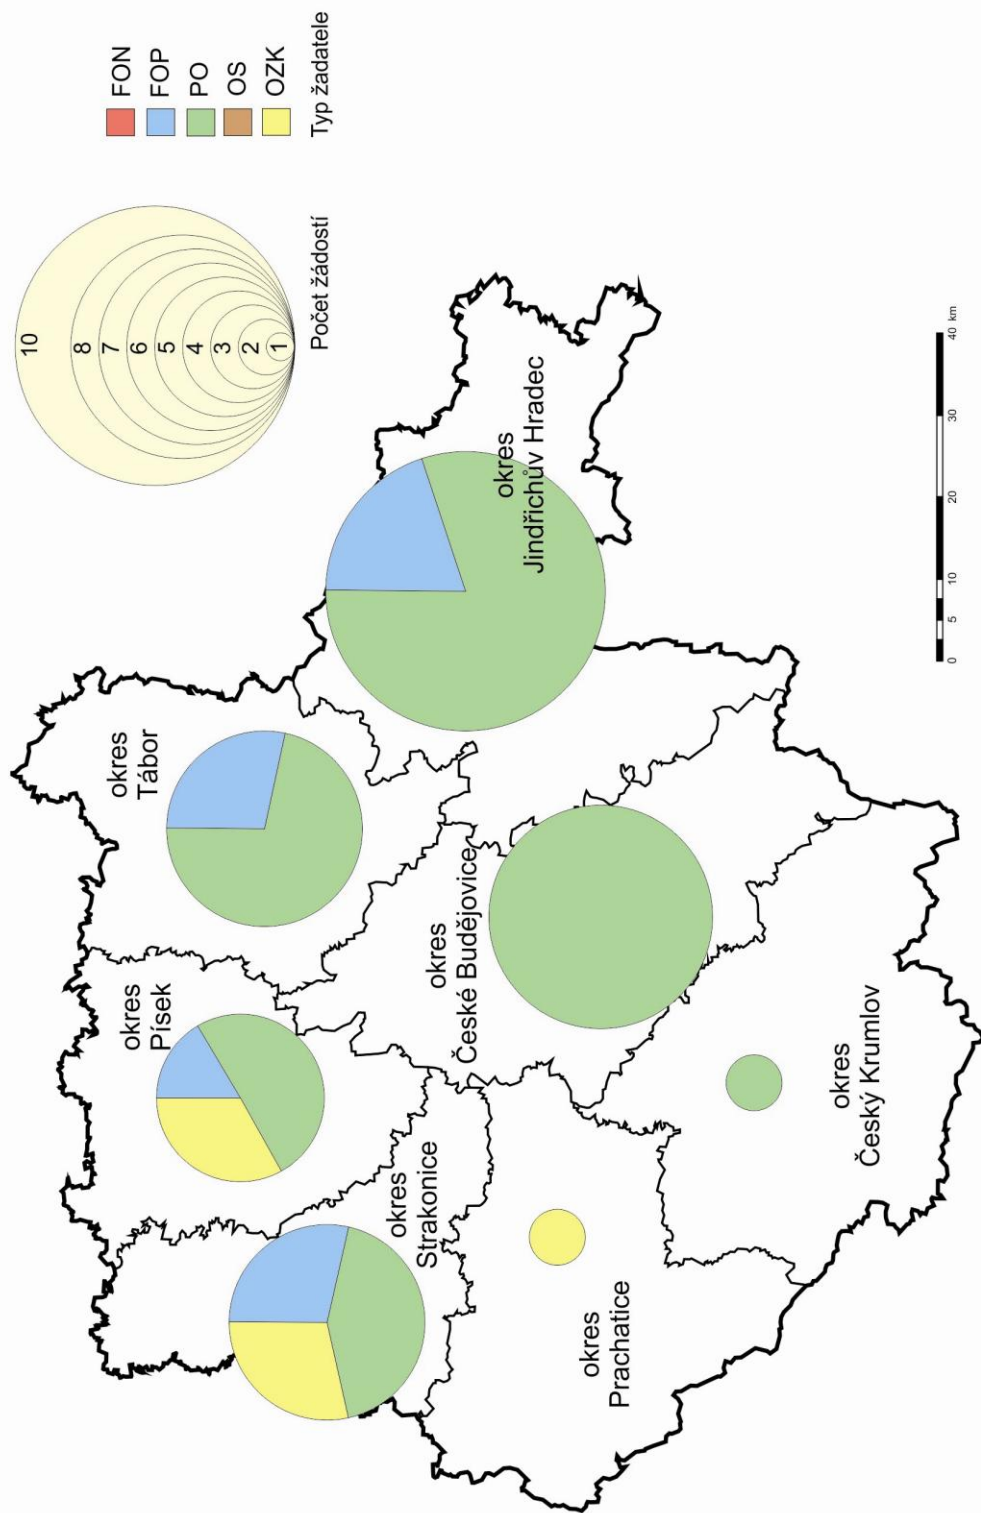 FON
FOP
PO
OS
OZK
Typ žadatele
10
8
7
6
5
4
3
2
1
Počet žádostí
okres
Tábor
okres
Písek
okres
Strakonice
okres
České Budějovice
okres
Jindřichův Hradec
okres
Prachatice
okres
Český Krumlov
0 5 10 20 30 40 km